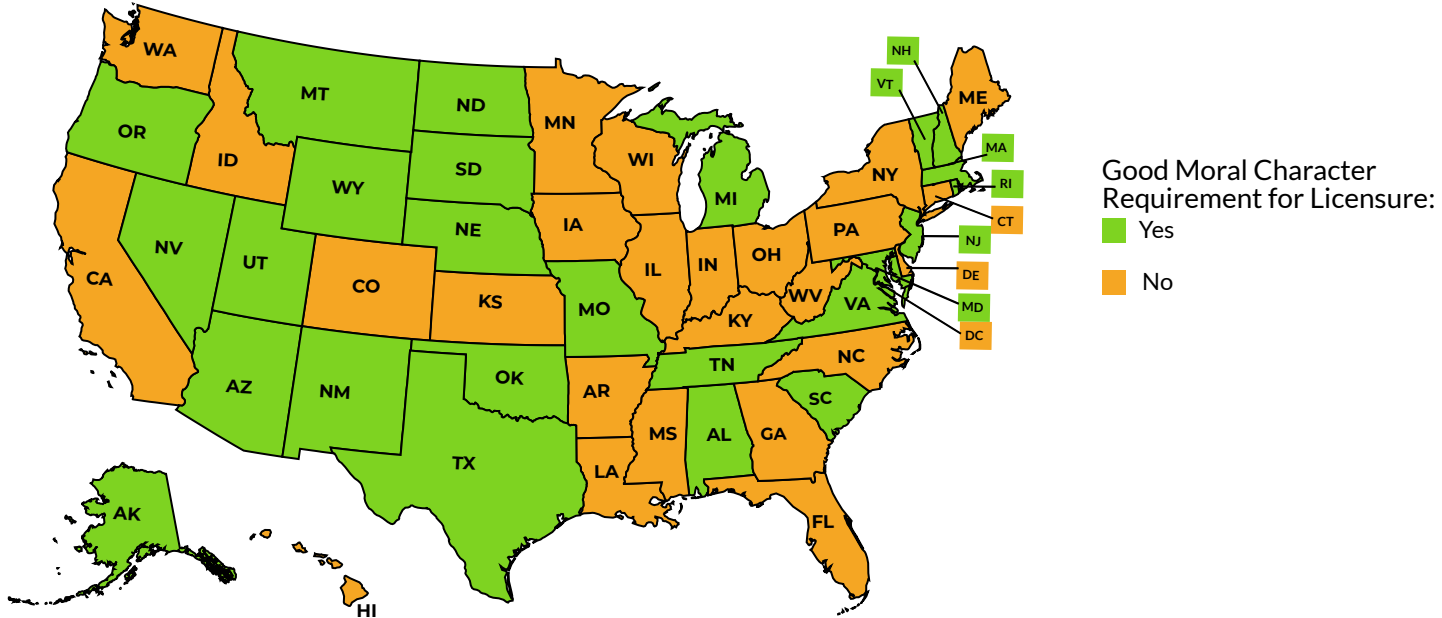 NH
VT
WA
ME
MT
ND
MN
OR
MA
WI
ID
SD
NY
RI
WY
MI
CT
NE
IA
PA
NV
NJ
UT
OH
IL
IN
DE
CA
CO
KS
WV
VA
MD
MO
KY
DC
NC
TN
OK
AZ
NM
AR
SC
MS
AL
GA
TX
LA
AK
FL
HI
Good Moral Character
Requirement for Licensure:
Yes
No